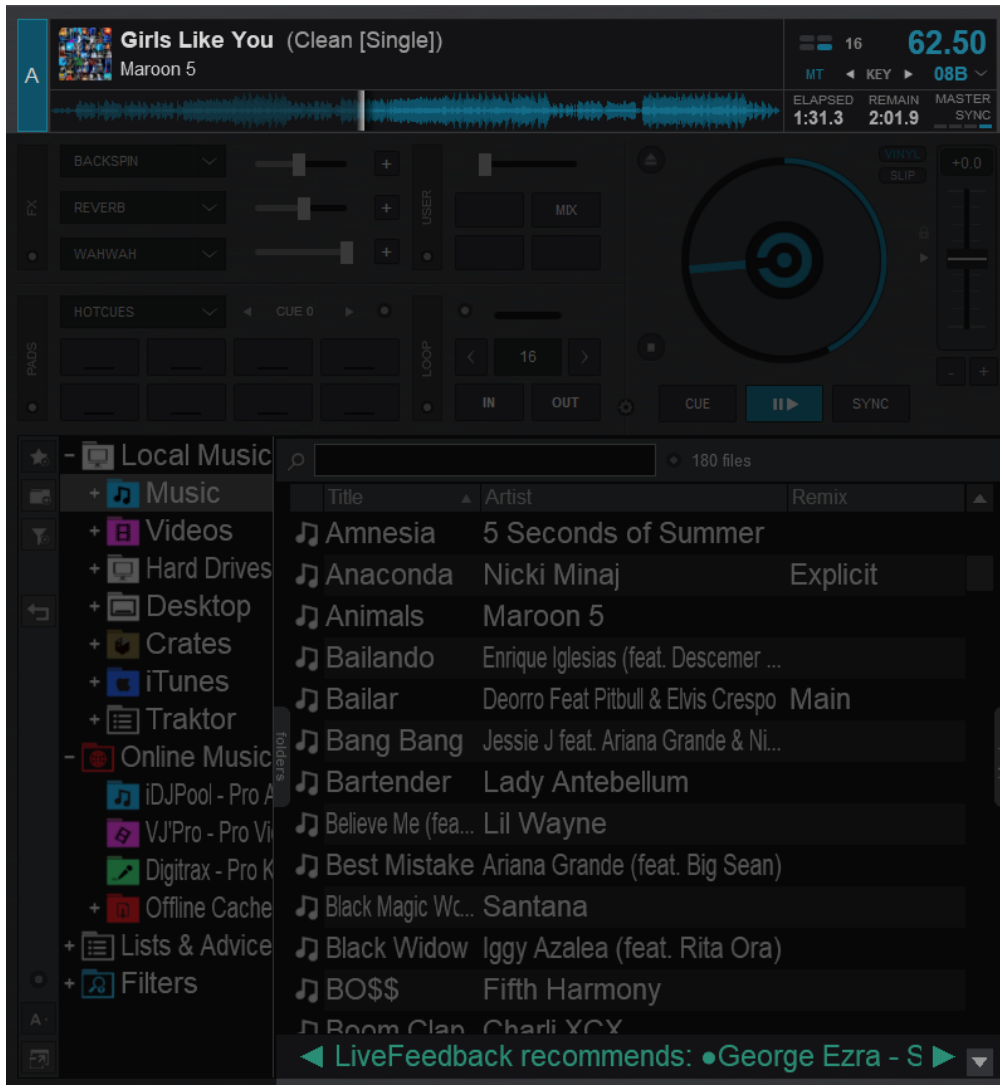 A
Girls Like You (Clean [Single])
Maroon 5
16
62.50
MT
KEY
08B
ELAPSED
1:31.3
REMAIN
2:01.9
MASTER
SYNC
FX
BACKSPIN
+
REVERB
+
WAHWAH
+
USER
MIX
VINYL
SLIP
+0.0
PADS
HOTCUES
CUE 0
LOOP
16
IN
OUT
CUE
SYNC
-
+
Local Music
Music
Videos
Hard Drives
Desktop
Crates
iTunes
Traktor
Online Music
iDJPool - Pro A
VJ'Pro - Pro Vi
Digitrax - Pro K
Offline Cache
Lists & Advice
Filters
A
folders
180 files
Title Artist Remix
Amnesia 5 Seconds of Summer
Anaconda Nicki Minaj Explicit
Animals Maroon 5
Bailando Enrique Iglesias (feat. Descemer ...
Bailar Deorro Feat Pitbull & Elvis Crespo Main
Bang Bang Jessie J feat. Ariana Grande & Ni...
Bartender Lady Antebellum
Believe Me (fea... Lil Wayne
Best Mistake Ariana Grande (feat. Big Sean)
Black Magic Wc... Santana
Black Widow Iggy Azalea (feat. Rita Ora)
BO$$ Fifth Harmony
Boom Clap Charli XCX
LiveFeedback recommends: ●George Ezra - S